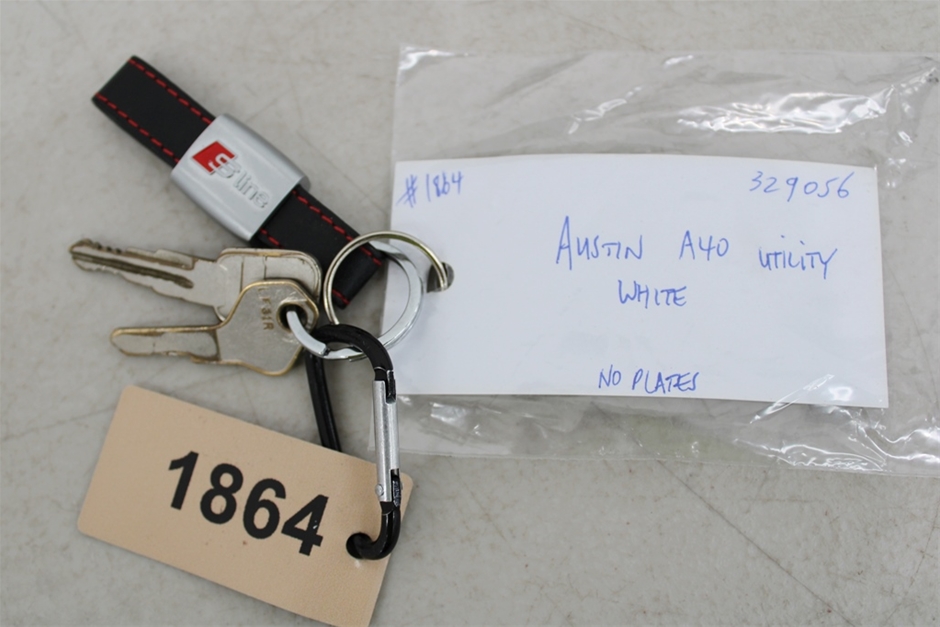 S line
#1864
329056
AUSTIN A40 UTILITY
WHITE
NO PLATES
1864